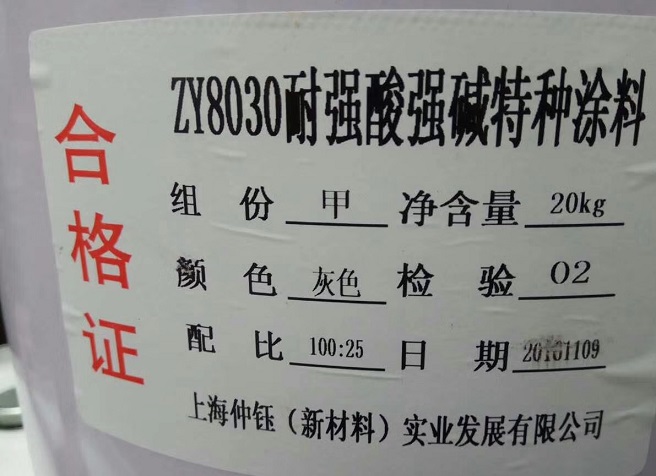 合格证
ZY8030耐强酸强碱特种涂料
组份 甲 净含量 20kg
颜色 灰色 检验 02
配比 100:25 日期
上海仲钰（新材料）实业发展有限公司